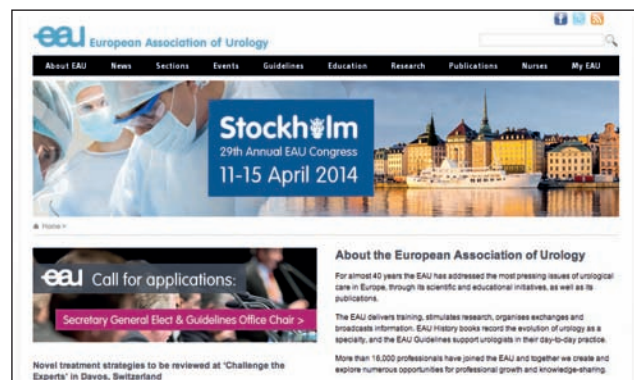 eau European Association of Urology
About EAU News Sections Events Guidelines Education Research Publications Nurses My EAU
Stockholm
29th Annual EAU Congress
11-15 April 2014
Home >
eau Call for applications:
Secretary General Elect & Guidelines Office Chair >
Novel treatment strategies to be reviewed at 'Challenge the
Experts' in Davos, Switzerland
About the European Association of Urology
For almost 40 years the EAU has addressed the most pressing issues of urological
care in Europe, through its scientific and educational initiatives, as well as its
publications.
The EAU delivers training, stimulates research, organises exchanges and
broadcasts information. EAU History books record the evolution of urology as a
specialty, and the EAU Guidelines support urologists in their day-to-day practice.
More than 16,000 professionals have joined the EAU and together we create and
explore numerous opportunities for professional growth and knowledge-sharing.